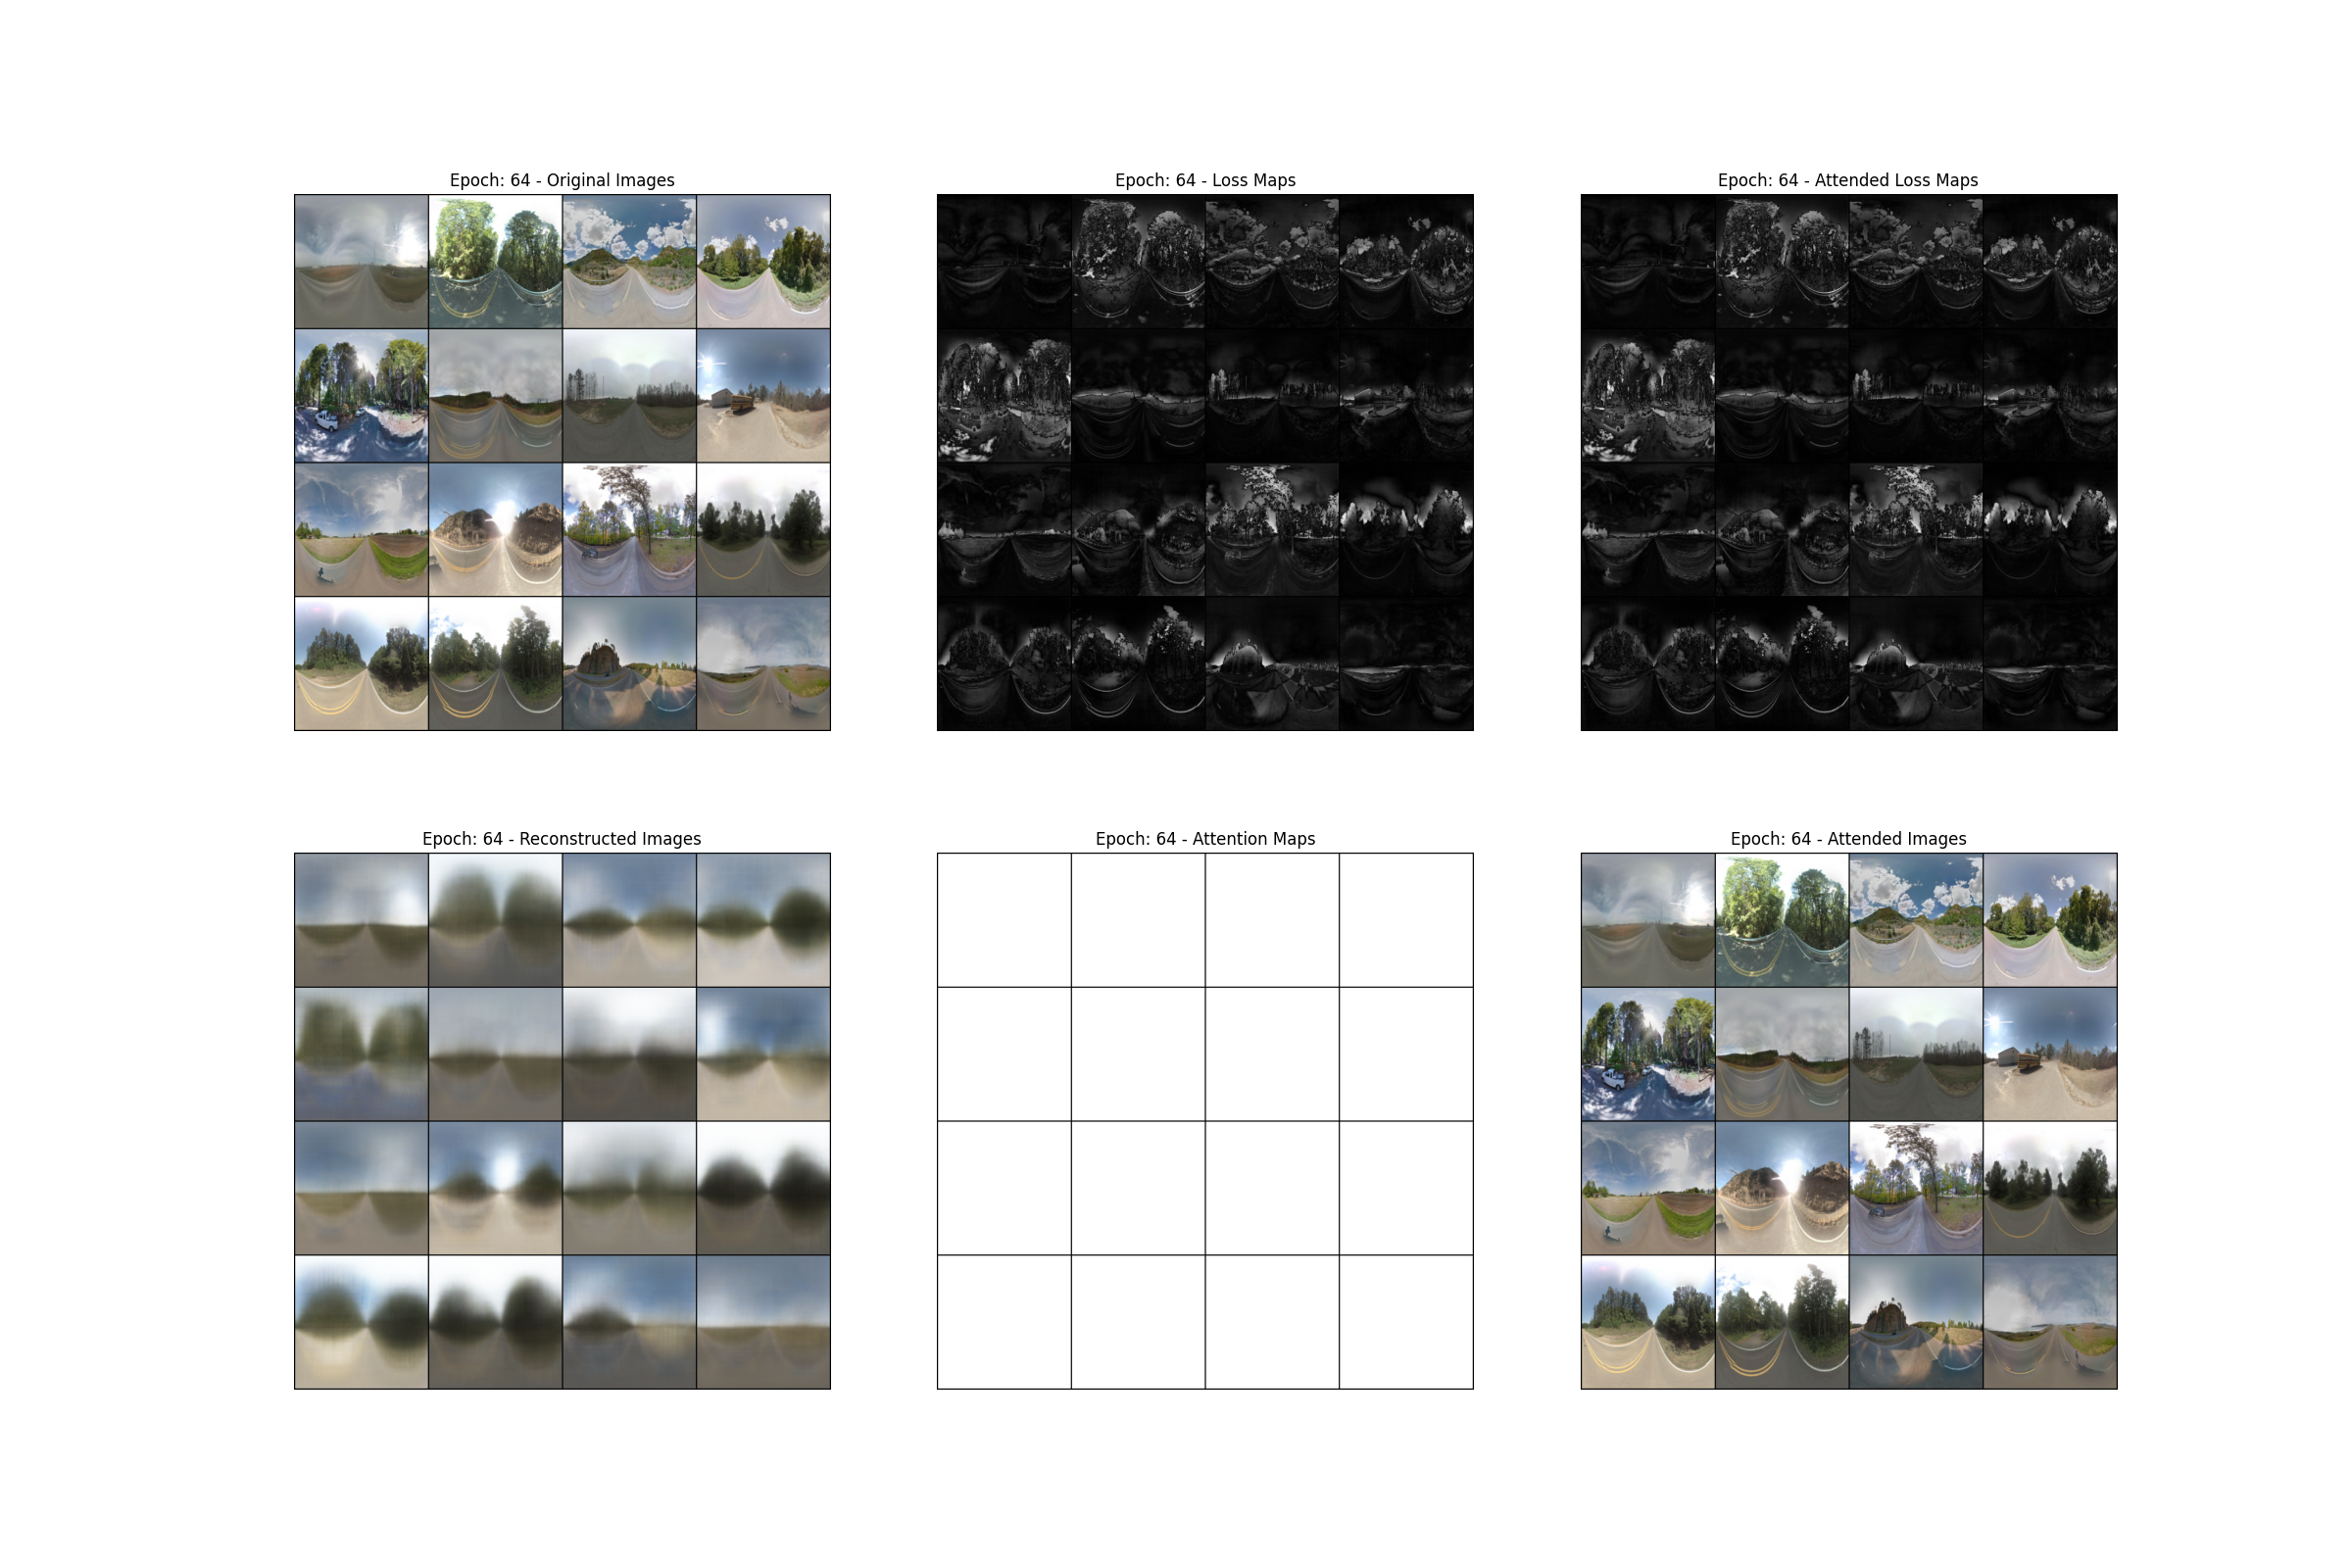 Epoch: 64 - Original Images
Epoch: 64 - Loss Maps
Epoch: 64 - Attended Loss Maps
Epoch: 64 - Reconstructed Images
Epoch: 64 - Attention Maps
Epoch: 64 - Attended Images